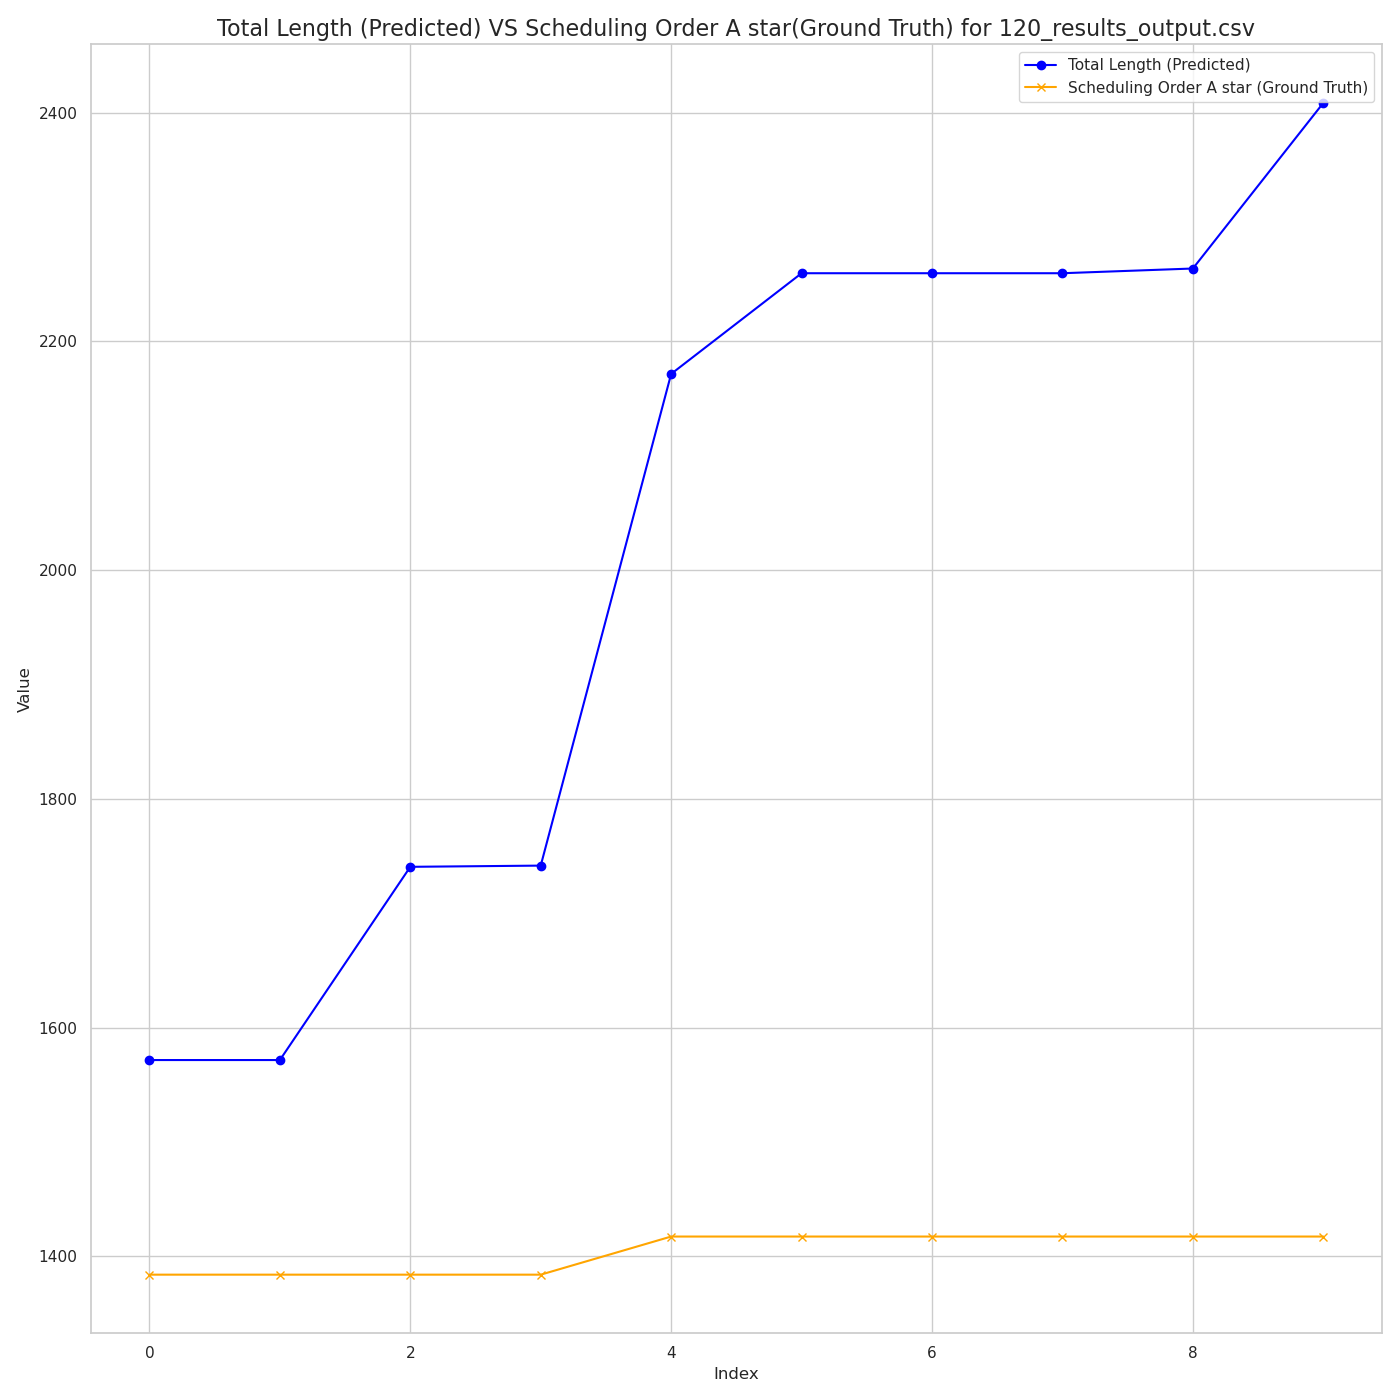 Total Length (Predicted) VS Scheduling Order A star(Ground Truth) for 120_results_output.csv
Total Length (Predicted)
Scheduling Order A star (Ground Truth)
2400
2200
2000
1800
1600
1400
Value
0 2 4 6 8
Index